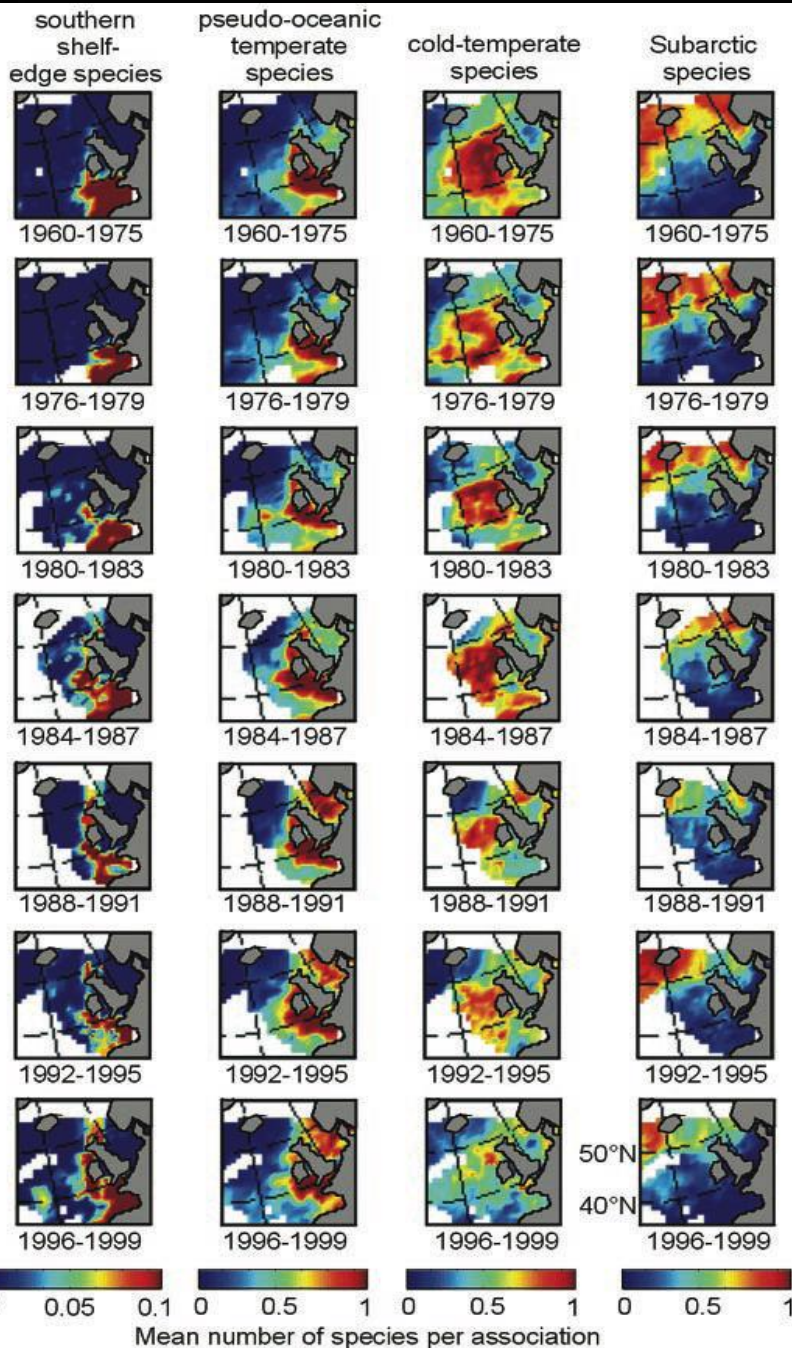 southern
shelf-
edge species
pseudo-oceanic
temperate
species
cold-temperate
species
Subarctic
species
1960-1975
1960-1975
1960-1975
1960-1975
1976-1979
1976-1979
1976-1979
1976-1979
1980-1983
1980-1983
1980-1983
1980-1983
1984-1987
1984-1987
1984-1987
1984-1987
1988-1991
1988-1991
1988-1991
1988-1991
1992-1995
1992-1995
1992-1995
1992-1995
50°N
40°N
1996-1999
1996-1999
1996-1999
1996-1999
0.05 0.1
0 0.5 1
0 0.5 1
0 0.5 1
Mean number of species per association